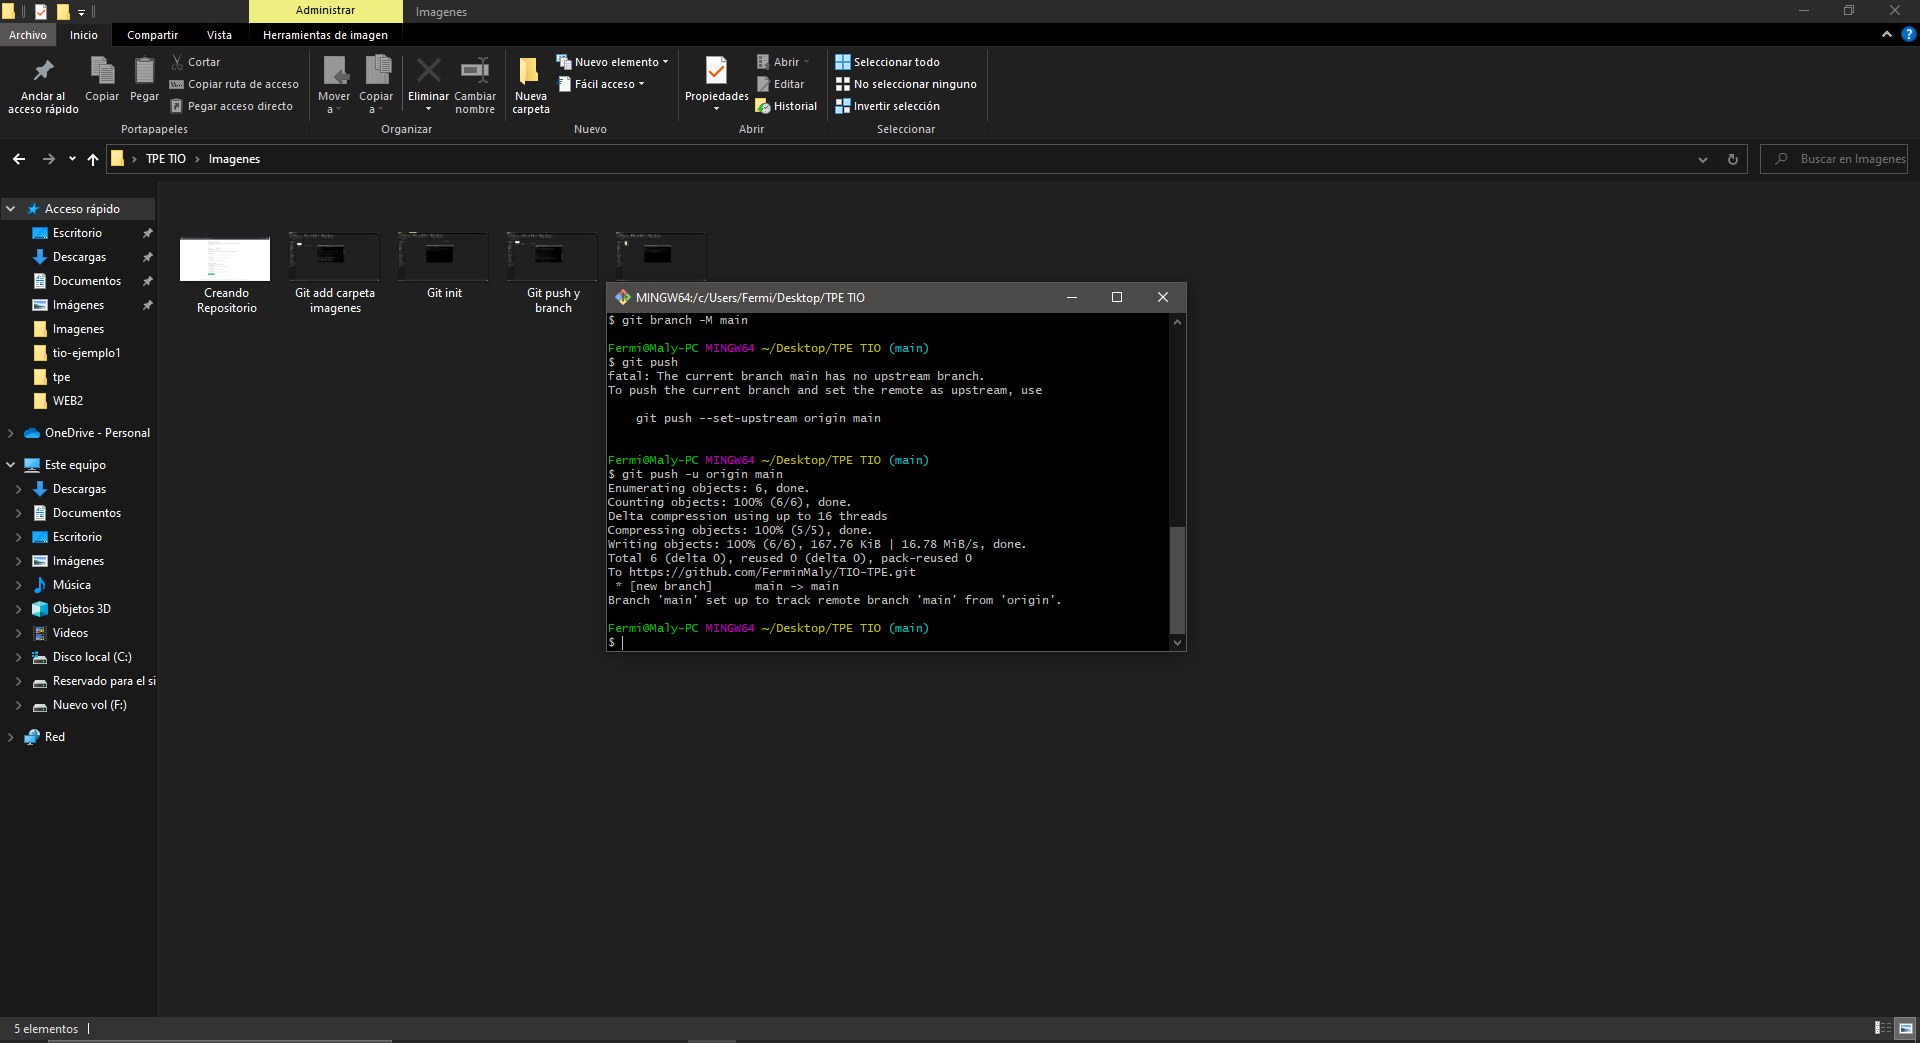 Administrar
Imagenes
Archivo
Inicio
Compartir
Vista
Herramientas de imagen
Anclar al
acceso rápido
Copiar
Pegar
Cortar
Copiar ruta de acceso
Pegar acceso directo
Portapapeles
Mover
a
Copiar
a
Eliminar
Cambiar
nombre
Organizar
Nueva
carpeta
Nuevo elemento
Fácil acceso
Nuevo
Propiedades
Abrir
Editar
Historial
Abrir
Seleccionar todo
No seleccionar ninguno
Invertir selección
Seleccionar
TPE TIO › Imagenes
Buscar en Imagenes
Acceso rápido
Escritorio
Descargas
Documentos
Imágenes
Imagenes
tio-ejemplo1
tpe
WEB2
OneDrive - Personal
Este equipo
Descargas
Documentos
Escritorio
Imágenes
Música
Objetos 3D
Videos
Disco local (C:)
Reservado para el si
Nuevo vol (F:)
Red
Creando
Repositorio
Git add carpeta
imagenes
Git init
Git push y
branch
MINGW64:/c/Users/Fermi/Desktop/TPE TIO
$ git branch -M main
Fermi@Maly-PC MINGW64 ~/Desktop/TPE TIO (main)
$ git push
fatal: The current branch main has no upstream branch.
To push the current branch and set the remote as upstream, use
git push --set-upstream origin main
Fermi@Maly-PC MINGW64 ~/Desktop/TPE TIO (main)
$ git push -u origin main
Enumerating objects: 6, done.
Counting objects: 100% (6/6), done.
Delta compression using up to 16 threads
Compressing objects: 100% (5/5), done.
Writing objects: 100% (6/6), 167.76 KiB | 16.78 MiB/s, done.
Total 6 (delta 0), reused 0 (delta 0), pack-reused 0
To https://github.com/FerminMaly/TIO-TPE.git
* [new branch]      main -> main
Branch 'main' set up to track remote branch 'main' from 'origin'.
Fermi@Maly-PC MINGW64 ~/Desktop/TPE TIO (main)
$
5 elementos